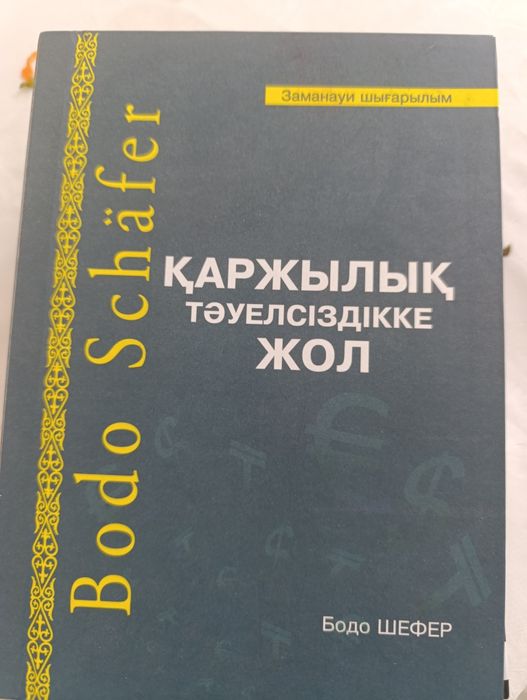 Заманауи шығарылым
Bodo Schäfer
ҚАРЖЫЛЫҚ
ТӘУЕЛСІЗДІККЕ
ЖОЛ
Бодо ШЕФЕР